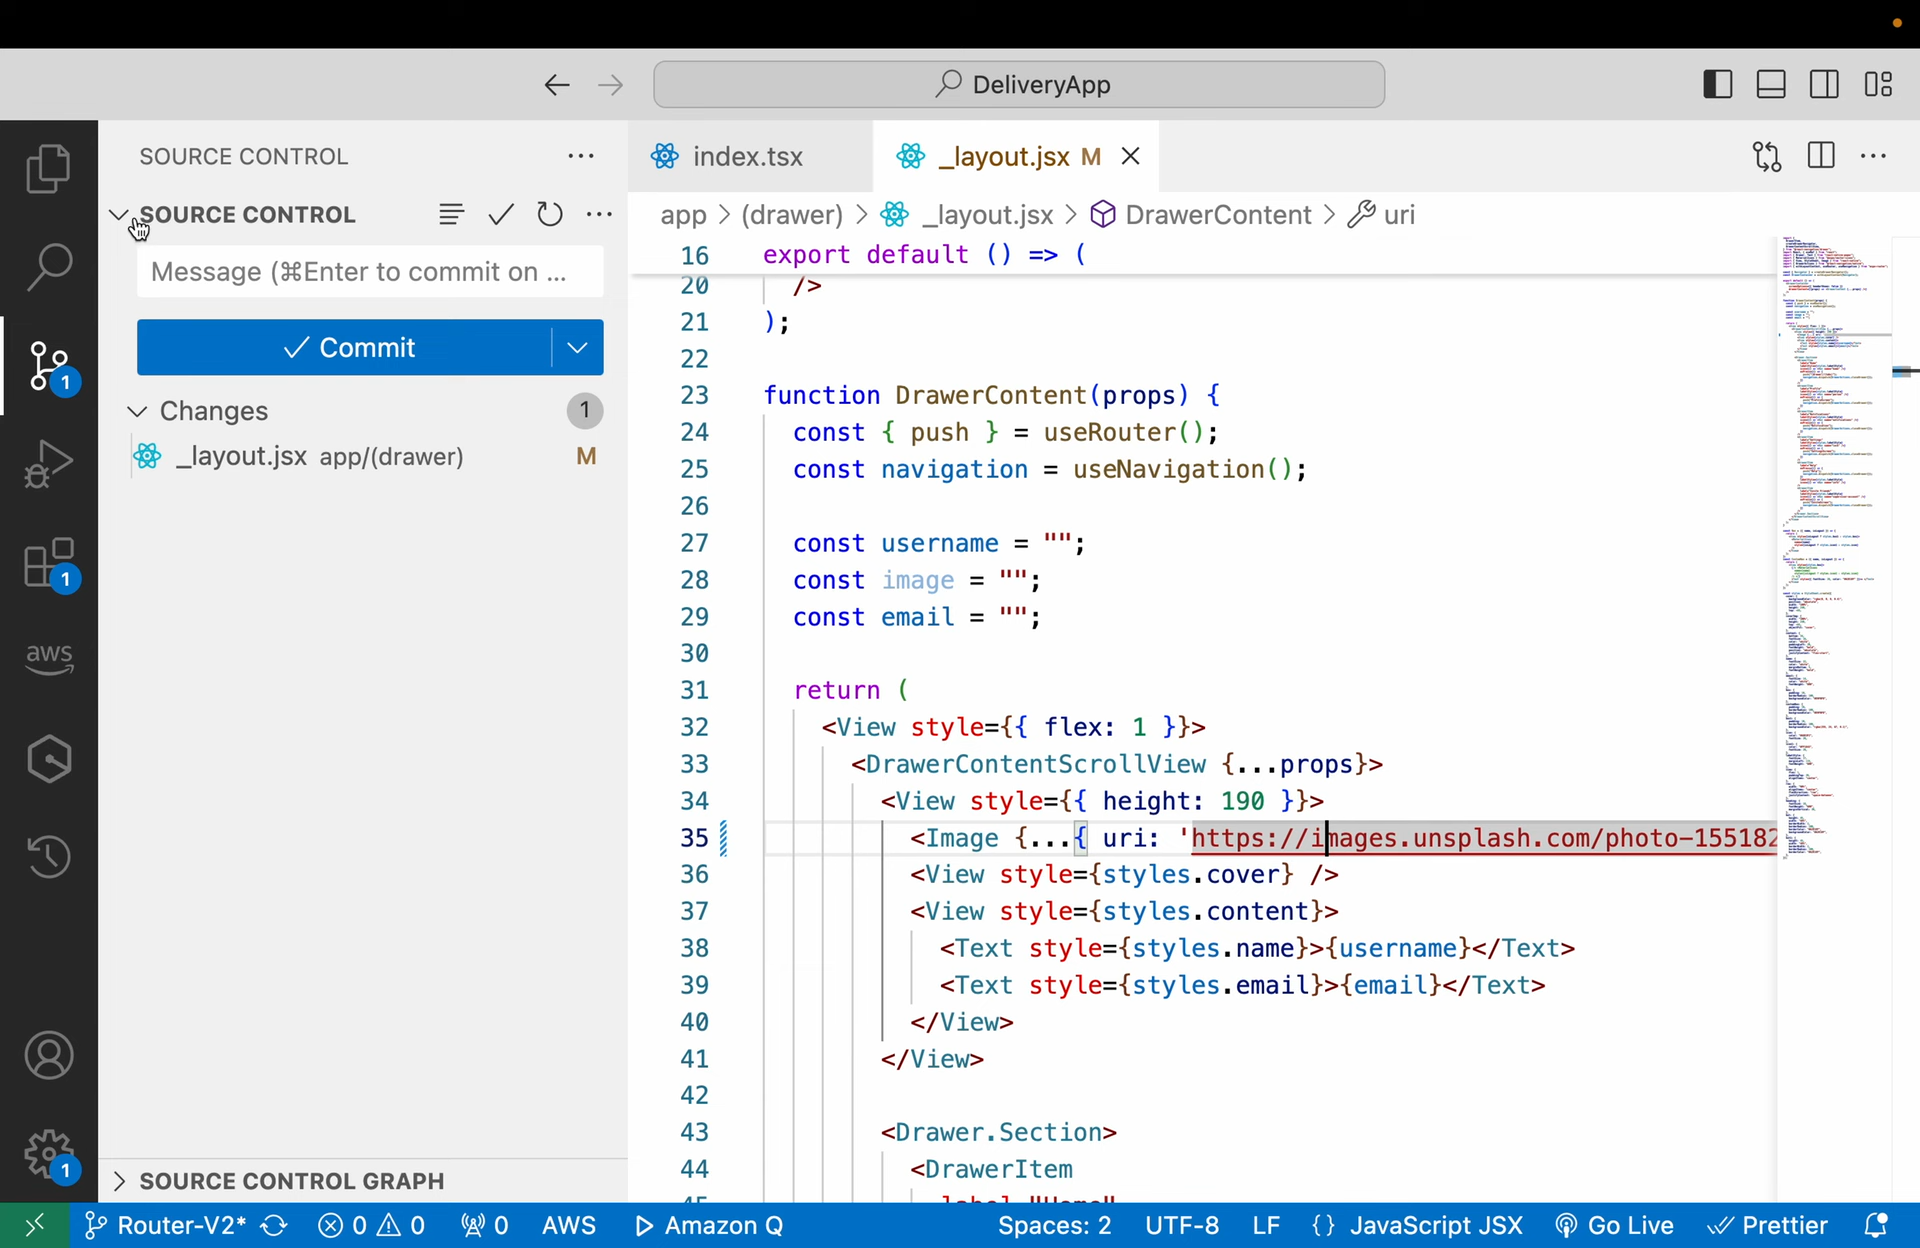 DeliveryApp
SOURCE CONTROL
index.tsx
_layout.jsx M
SOURCE CONTROL
app > (drawer) > _layout.jsx > DrawerContent > uri
Message (⌘Enter to commit on ...
Commit
Changes 1
_layout.jsx app/(drawer) M
1
1
aws
1
SOURCE CONTROL GRAPH
16 export default () => (
20 />
21 );
22
23 function DrawerContent(props) {
24 const { push } = useRouter();
25 const navigation = useNavigation();
26
27 const username = "";
28 const image = "";
29 const email = "";
30
31 return (
32 <View style={{ flex: 1 }}>
33 <DrawerContentScrollView {...props}>
34 <View style={{ height: 190 }}>
35 <Image {...{ uri: 'https://images.unsplash.com/photo-155182
36 <View style={styles.cover} />
37 <View style={styles.content}>
38 <Text style={styles.name}>{username}</Text>
39 <Text style={styles.email}>{email}</Text>
40 </View>
41 </View>
42
43 <Drawer.Section>
44 <DrawerItem
45 label="Home"
Router-V2* 0 0 0 AWS Amazon Q Spaces: 2 UTF-8 LF {} JavaScript JSX Go Live Prettier